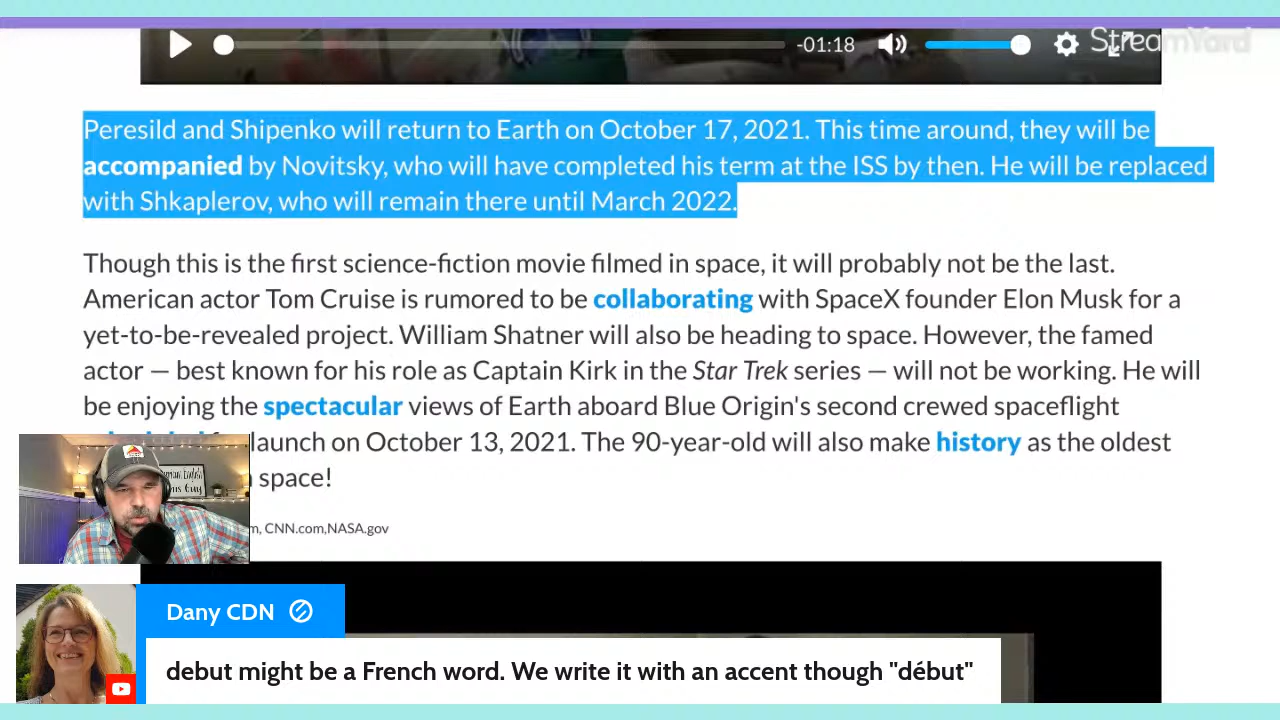 -01:18
StreamYard
Peresild and Shipenko will return to Earth on October 17, 2021. This time around, they will be
accompanied by Novitsky, who will have completed his term at the ISS by then. He will be replaced
with Shkaplerov, who will remain there until March 2022.
Though this is the first science-fiction movie filmed in space, it will probably not be the last.
American actor Tom Cruise is rumored to be collaborating with SpaceX founder Elon Musk for a
yet-to-be-revealed project. William Shatner will also be heading to space. However, the famed
actor — best known for his role as Captain Kirk in the Star Trek series — will not be working. He will
be enjoying the spectacular views of Earth aboard Blue Origin's second crewed spaceflight
launch on October 13, 2021. The 90-year-old will also make history as the oldest
space!
CNN.com,NASA.gov
Dany CDN
debut might be a French word. We write it with an accent though "début"